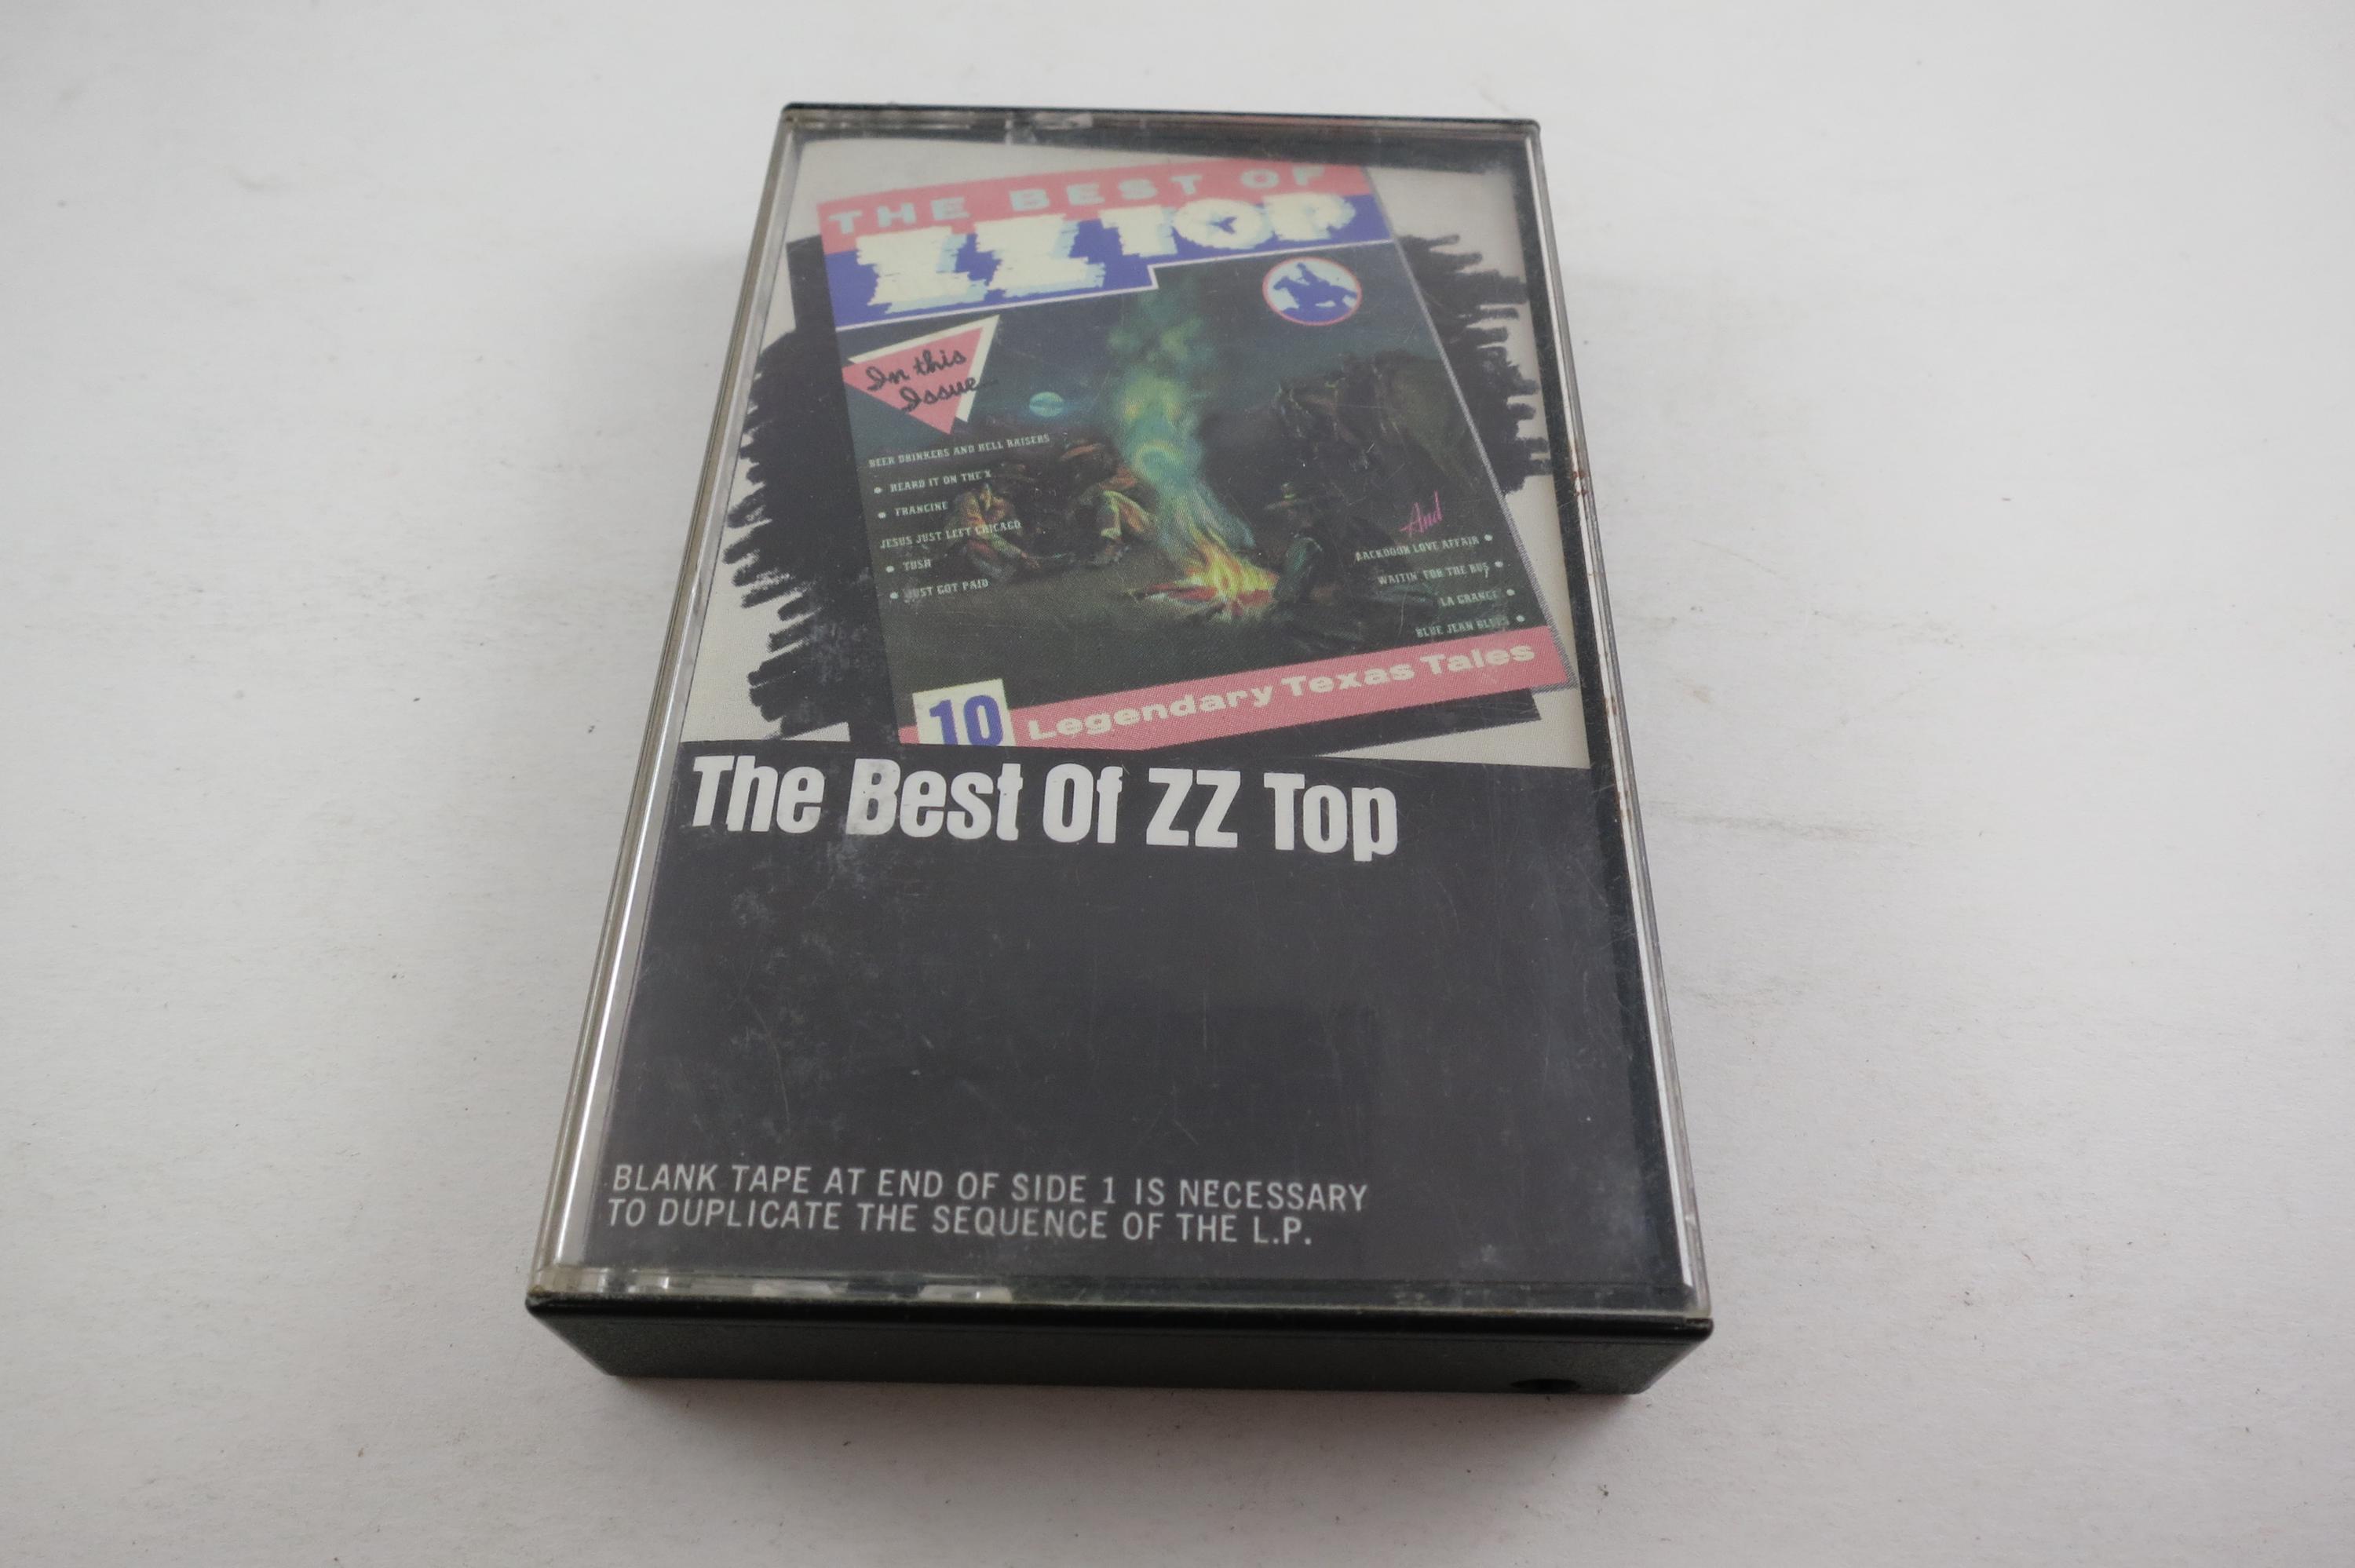 THE BEST OF
ZZ TOP
In this
Issue...
BEER DRINKERS AND HELL RAISERS
• HEARD IT ON THE X
• FRANCINE
JESUS JUST LEFT CHICAGO
• TUSH
• JUST GOT PAID
And
BACKDOOR LOVE AFFAIR •
WAITIN' FOR THE BUS •
LA GRANGE •
BLUE JEAN BLUES •
10 Legendary Texas Tales
The Best Of ZZ Top
BLANK TAPE AT END OF SIDE 1 IS NECESSARY
TO DUPLICATE THE SEQUENCE OF THE L.P.